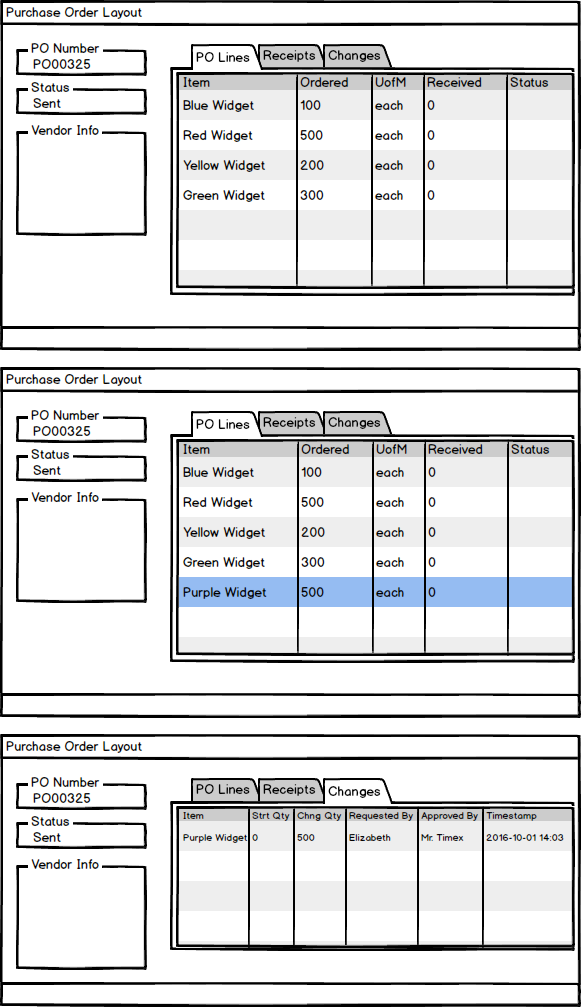 Purchase Order Layout
PO Number
PO00325
Status
Sent
Vendor Info
PO Lines Receipts Changes
Item Ordered UofM Received Status
Blue Widget 100 each 0
Red Widget 500 each 0
Yellow Widget 200 each 0
Green Widget 300 each 0
Purchase Order Layout
PO Number
PO00325
Status
Sent
Vendor Info
PO Lines Receipts Changes
Item Ordered UofM Received Status
Blue Widget 100 each 0
Red Widget 500 each 0
Yellow Widget 200 each 0
Green Widget 300 each 0
Purple Widget 500 each 0
Purchase Order Layout
PO Number
PO00325
Status
Sent
Vendor Info
PO Lines Receipts Changes
Item Strt Qty Chng Qty Requested By Approved By Timestamp
Purple Widget 0 500 Elizabeth Mr. Timex 2016-10-01 14:03